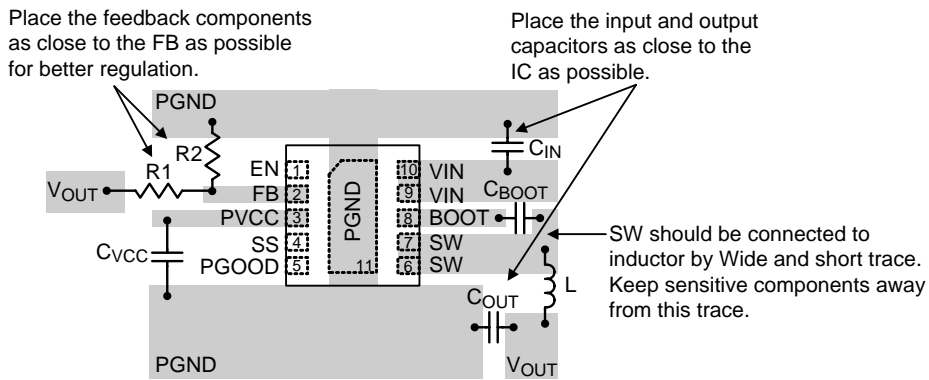 Place the feedback components
as close to the FB as possible
for better regulation.
Place the input and output
capacitors as close to the
IC as possible.
PGND
R2
R1
VOUT
CIN
CBOOT
EN 1
FB 2
PVCC 3
SS 4
PGOOD 5
PGND
11
10 VIN
9 VIN
8 BOOT
7 SW
6 SW
CVCC
SW should be connected to
inductor by Wide and short trace.
Keep sensitive components away
from this trace.
L
COUT
PGND
VOUT